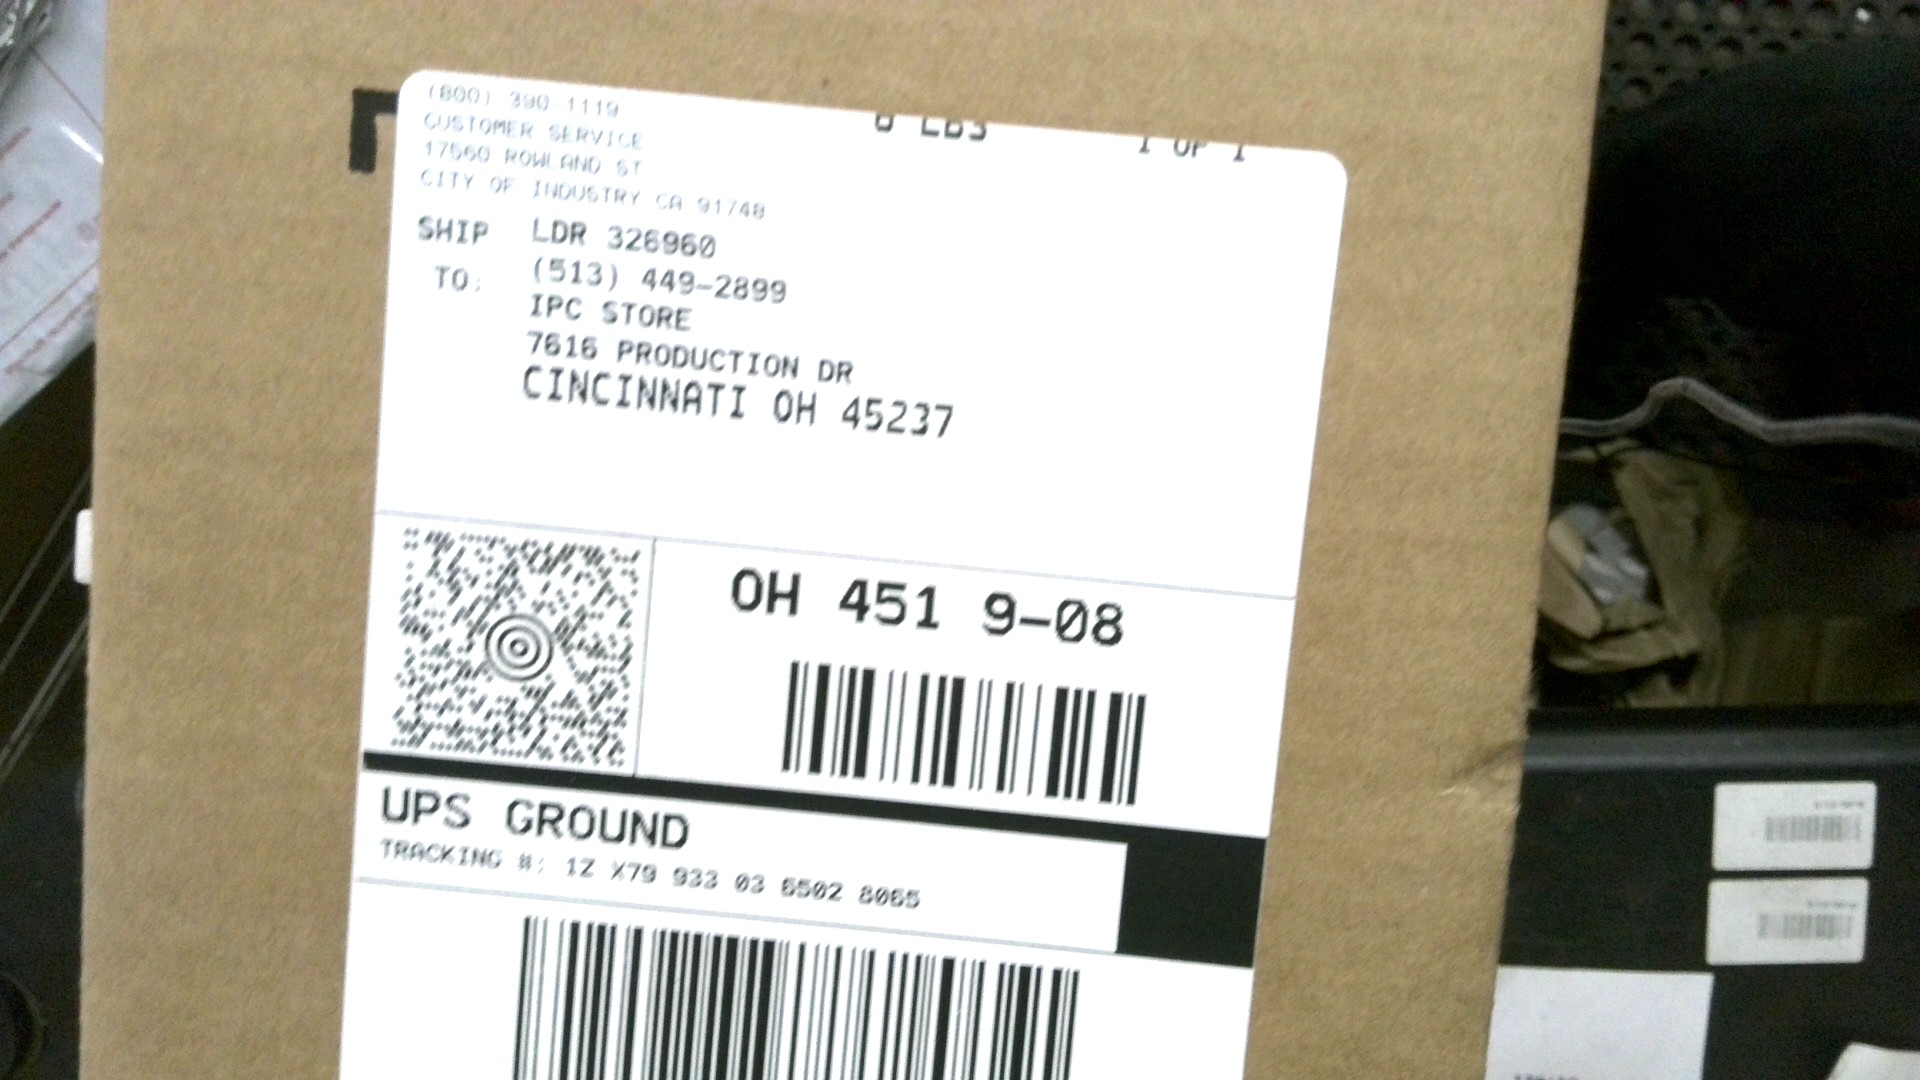 (800) 390 1119
CUSTOMER SERVICE
17560 ROWLAND ST
CITY OF INDUSTRY CA 91748
LBS
1 OF 1
SHIP TO:
LDR 326960
(513) 449-2899
IPC STORE
7616 PRODUCTION DR
CINCINNATI OH 45237
OH 451 9-08
UPS GROUND
TRACKING #: 1Z X79 933 03 6502 8065